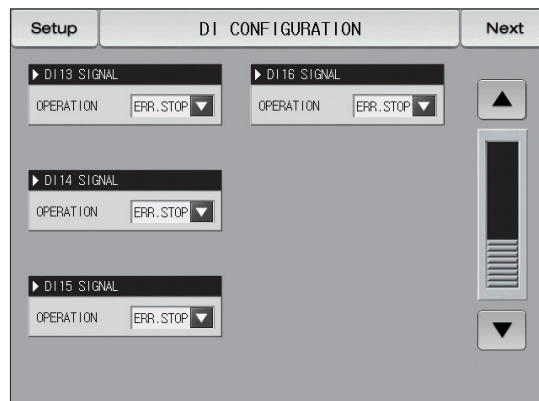 Setup DI CONFIGURATION Next
DI13 SIGNAL
OPERATION ERR.STOP
DI16 SIGNAL
OPERATION ERR.STOP
DI14 SIGNAL
OPERATION ERR.STOP
DI15 SIGNAL
OPERATION ERR.STOP